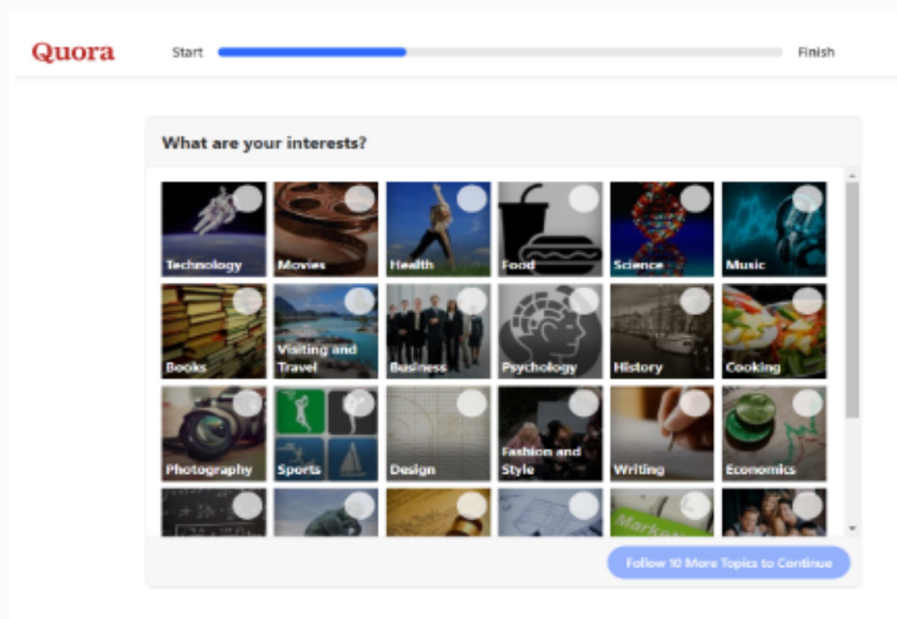 Quora
Start
Finish
What are your interests?
Technology
Movies
Health
Food
Science
Music
Books
Visiting and
Travel
Business
Psychology
History
Cooking
Photography
Sports
Design
Fashion and
Style
Writing
Economics
Follow 10 More Topics to Continue